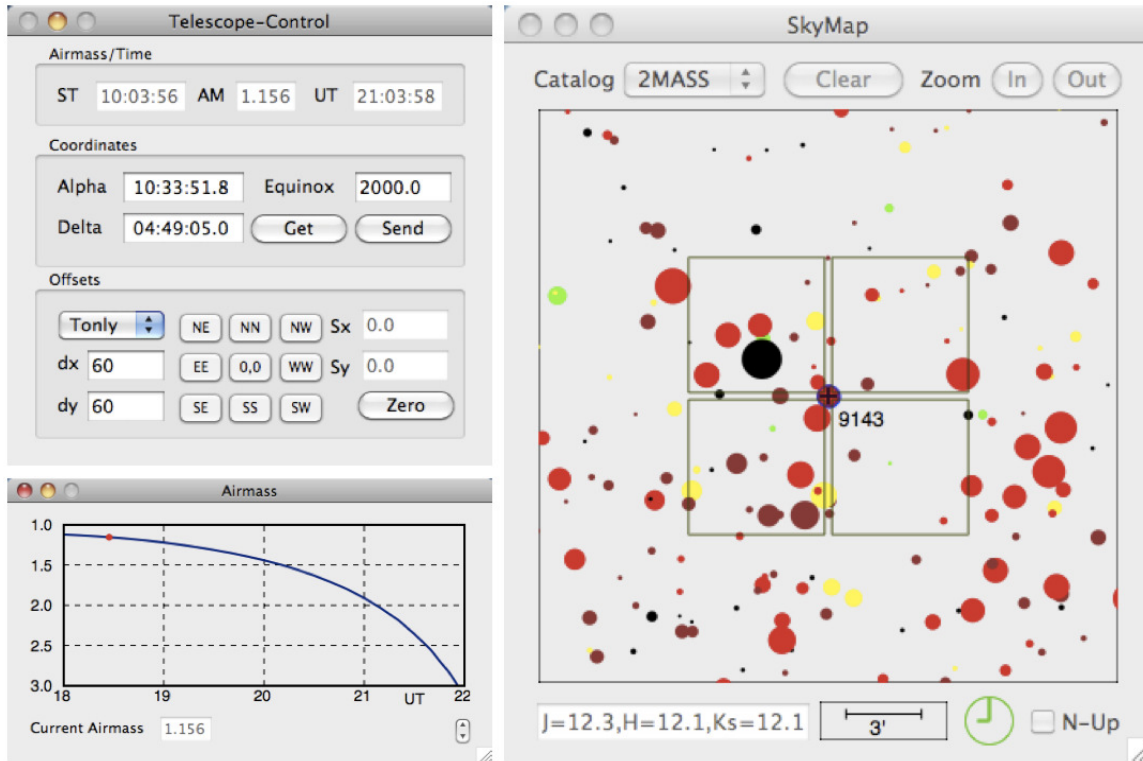 Telescope-Control
Airmass/Time
ST 10:03:56 AM 1.156 UT 21:03:58
Coordinates
Alpha 10:33:51.8 Equinox 2000.0
Delta 04:49:05.0 Get Send
Offsets
Tonly NE NN NW Sx 0.0
dx 60 EE 0,0 WW Sy 0.0
dy 60 SE SS SW Zero
Airmass
1.0
1.5
2.0
2.5
3.0
18 19 20 21 UT 22
Current Airmass 1.156
SkyMap
Catalog 2MASS Clear Zoom In Out
9143
J=12.3,H=12.1,Ks=12.1 3' N-Up